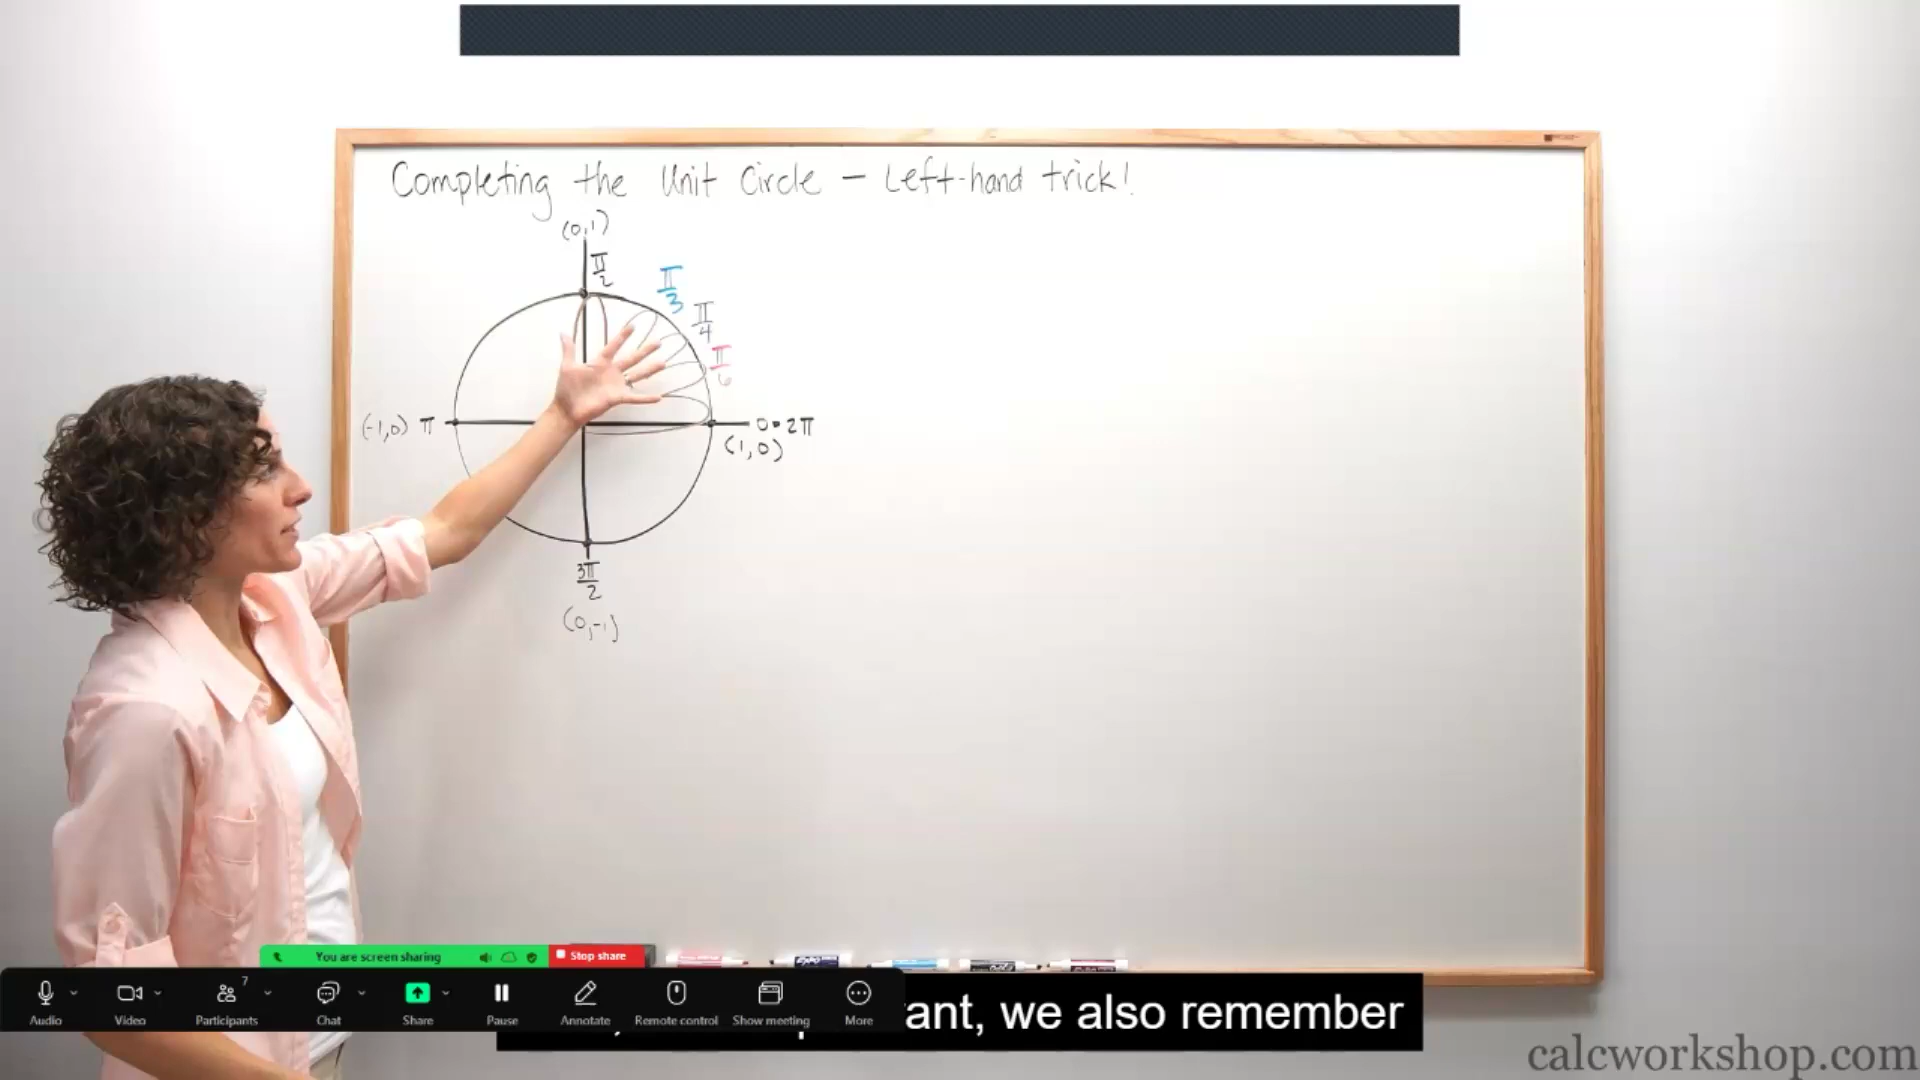 Completing the Unit Circle – Left-hand trick!
(0,1)
π/2
π/3
π/4
π/6
(-1,0) π
0•2π
(1,0)
3π/2
(0,-1)
You are screen sharing
Stop share
EXPO
7
Audio
Video
Participants
Chat
Share
Pause
Annotate
Remote control
Show meeting
More
, we also remember
calcworkshop.com